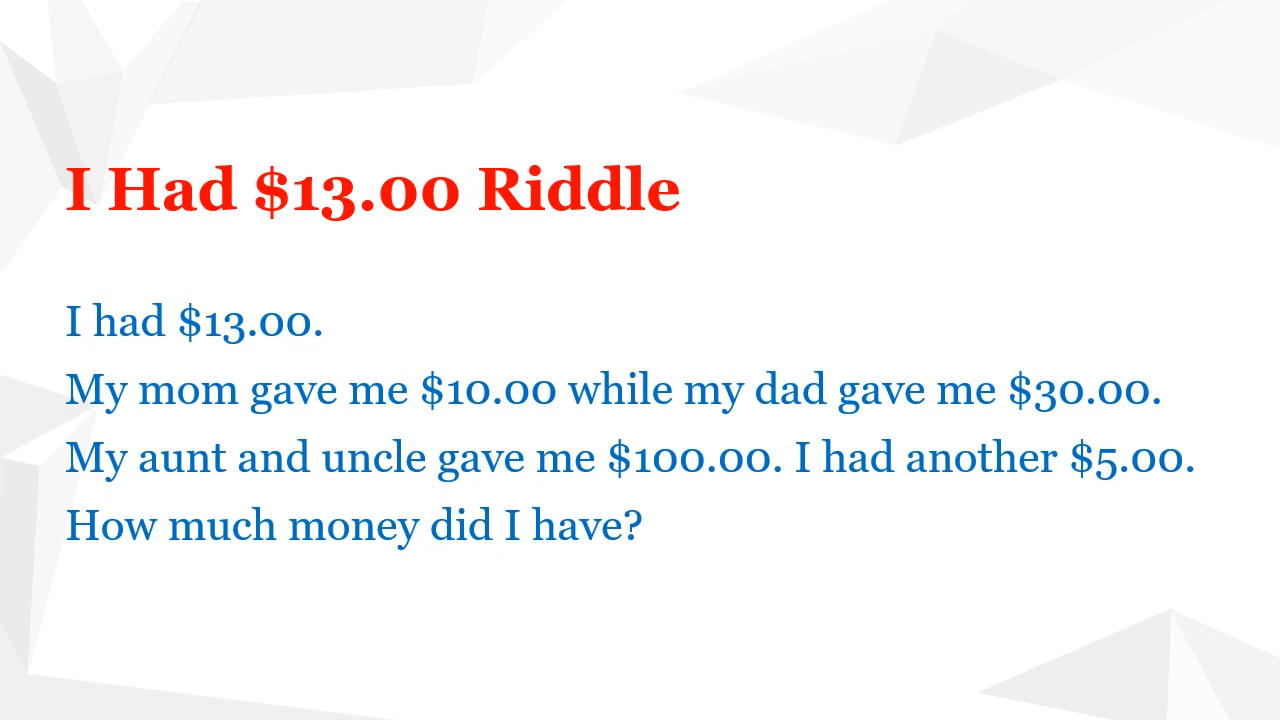 I Had $13.00 Riddle
I had $13.00.
My mom gave me $10.00 while my dad gave me $30.00.
My aunt and uncle gave me $100.00. I had another $5.00.
How much money did I have?